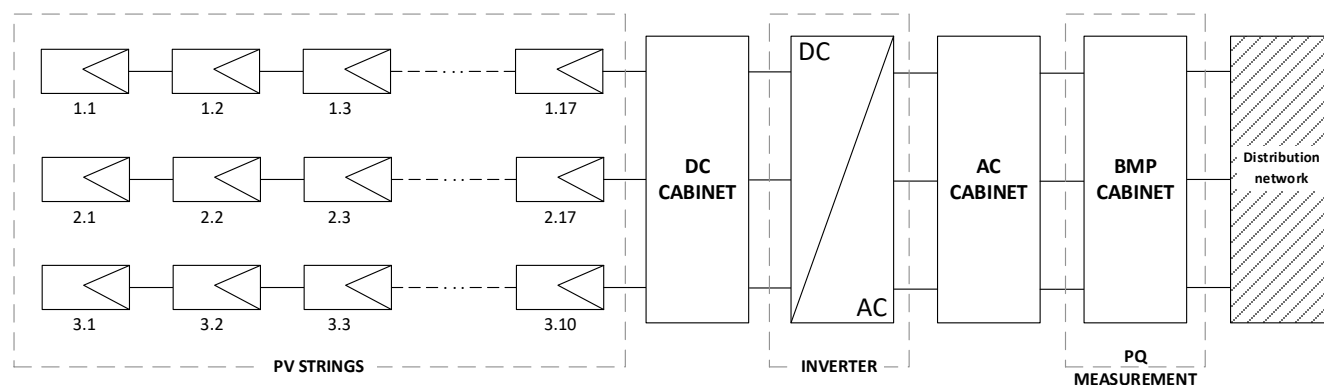 1.1
1.2
1.3
...
1.17
2.1
2.2
2.3
...
2.17
3.1
3.2
3.3
...
3.10
PV STRINGS
DC
CABINET
DC
AC
INVERTER
AC
CABINET
BMP
CABINET
PQ
MEASUREMENT
Distribution
network